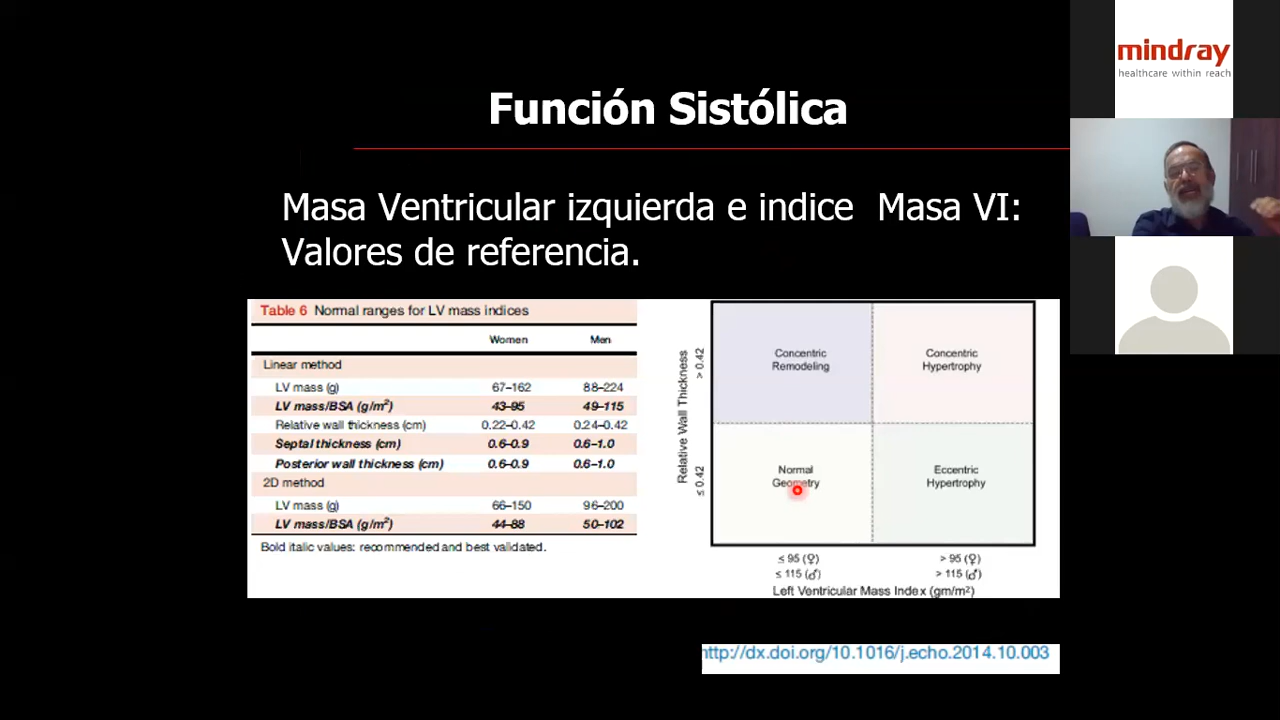 mindray
healthcare within reach
Función Sistólica
Masa Ventricular izquierda e indice Masa VI:
Valores de referencia.
Table 6 Normal ranges for LV mass indices
Women Men
Linear method
LV mass (g) 67–162 88–224
LV mass/BSA (g/m²) 43–95 49–115
Relative wall thickness (cm) 0.22–0.42 0.24–0.42
Septal thickness (cm) 0.6–0.9 0.6–1.0
Posterior wall thickness (cm) 0.6–0.9 0.6–1.0
2D method
LV mass (g) 66–150 96–200
LV mass/BSA (g/m²) 44–88 50–102
Bold italic values: recommended and best validated.
Relative Wall Thickness
> 0.42
≤ 0.42
Concentric
Remodeling
Concentric
Hypertrophy
Normal
Geometry
Eccentric
Hypertrophy
≤ 95 (♀) > 95 (♀)
≤ 115 (♂) > 115 (♂)
Left Ventricular Mass Index (gm/m²)
http://dx.doi.org/10.1016/j.echo.2014.10.003